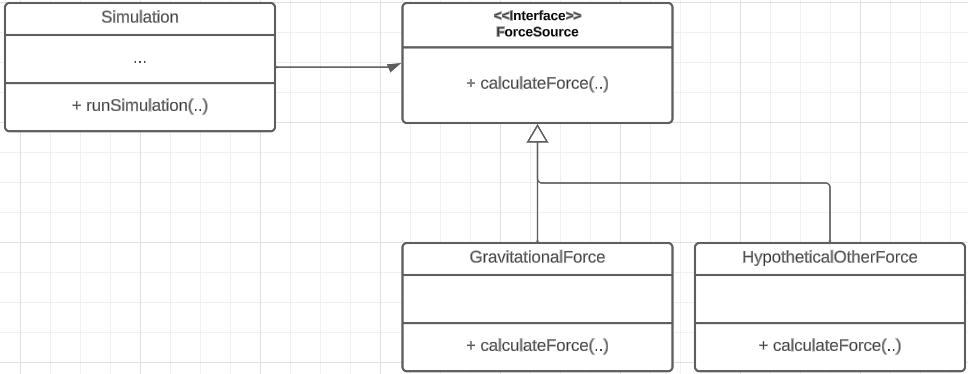 Simulation
...
+ runSimulation(..)
<<Interface>>
ForceSource
+ calculateForce(..)
GravitationalForce
+ calculateForce(..)
HypotheticalOtherForce
+ calculateForce(..)